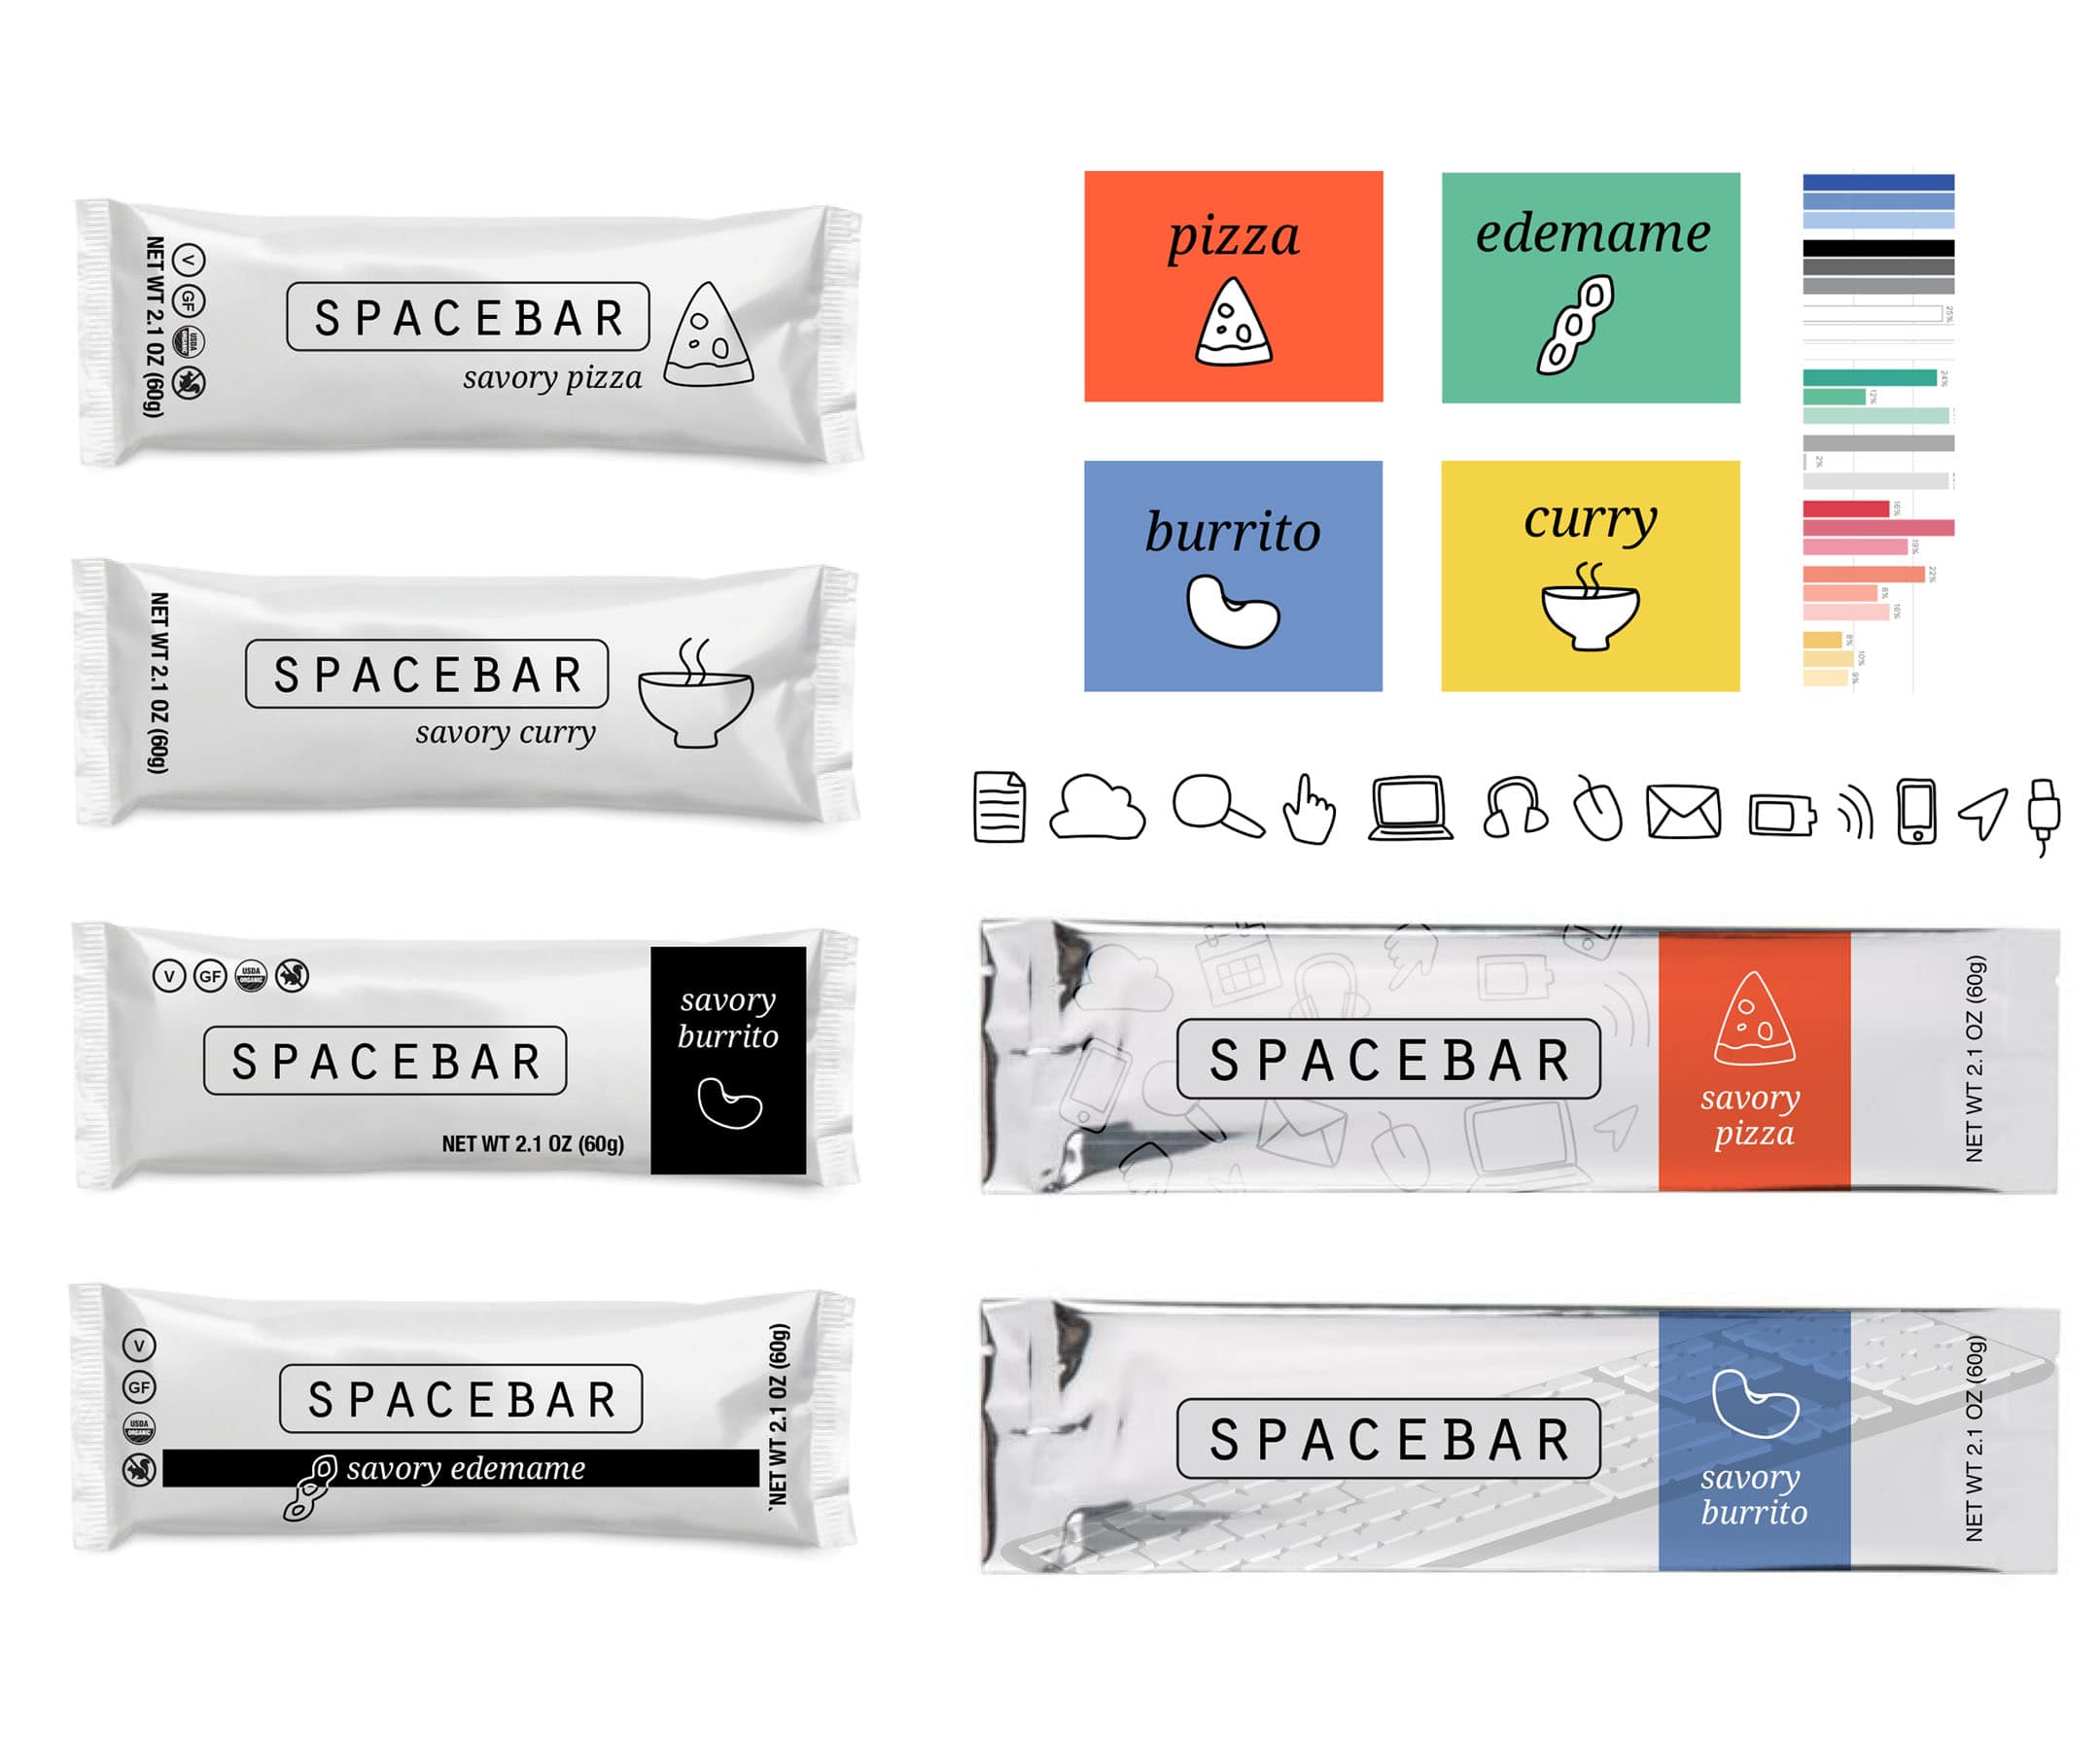 NET WT 2.1 OZ (60g)
V
GF
USDA
ORGANIC
SPACEBAR
savory pizza
NET WT 2.1 OZ (60g)
SPACEBAR
savory curry
V
GF
USDA
ORGANIC
SPACEBAR
NET WT 2.1 OZ (60g)
savory
burrito
V
GF
USDA
ORGANIC
SPACEBAR
savory edemame
`NET WT 2.1 OZ (60g)
pizza
edemame
burrito
curry
25%
24%
12%
2%
16%
19%
22%
8%
16%
8%
10%
9%
SPACEBAR
savory
pizza
NET WT 2.1 OZ (60g)
SPACEBAR
savory
burrito
NET WT 2.1 OZ (60g)